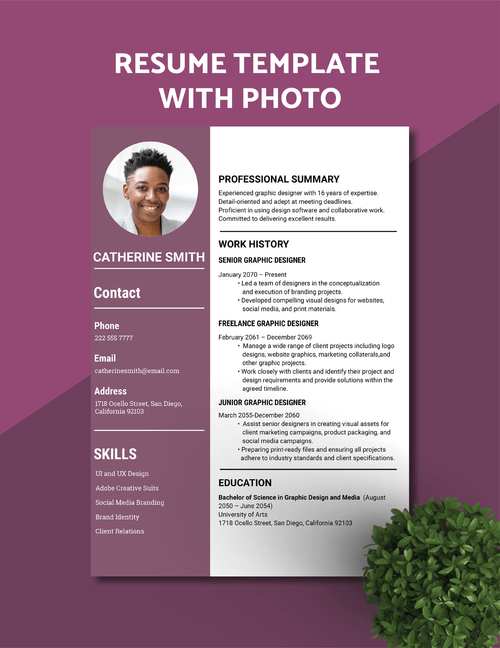 RESUME TEMPLATE
WITH PHOTO
CATHERINE SMITH
Contact
Phone
222 555 7777
Email
catherinesmith@email.com
Address
1718 Ocello Street, San Diego,
California 92103
SKILLS
UI and UX Design
Adobe Creative Suits
Social Media Branding
Brand Identity
Client Relations
PROFESSIONAL SUMMARY
Experienced graphic designer with 16 years of expertise.
Detail-oriented and adept at meeting deadlines.
Proficient in using design software and collaborative work.
Committed to delivering excellent results.
WORK HISTORY
SENIOR GRAPHIC DESIGNER
January 2070 – Present
• Led a team of designers in the conceptualization
and execution of branding projects.
• Developed compelling visual designs for websites,
social media, and print materials.
FREELANCE GRAPHIC DESIGNER
February 2061 – December 2069
• Manage a wide range of client projects including logo
designs, website graphics, marketing collaterals,and
other graphic projects.
• Work closely with clients and identify their project and
design requirements and provide solutions within the
agreed timeline.
JUNIOR GRAPHIC DESIGNER
March 2055-December 2060
• Assist senior designers in creating visual assets for
client marketing campaigns, product packaging, and
social media campaigns.
• Preparing print-ready files and ensuring all projects
adhere to industry standards and client specifications.
EDUCATION
Bachelor of Science in Graphic Design and Media (August
2050 – June 2054)
University of Arts
1718 Ocello Street, San Diego, California 92103